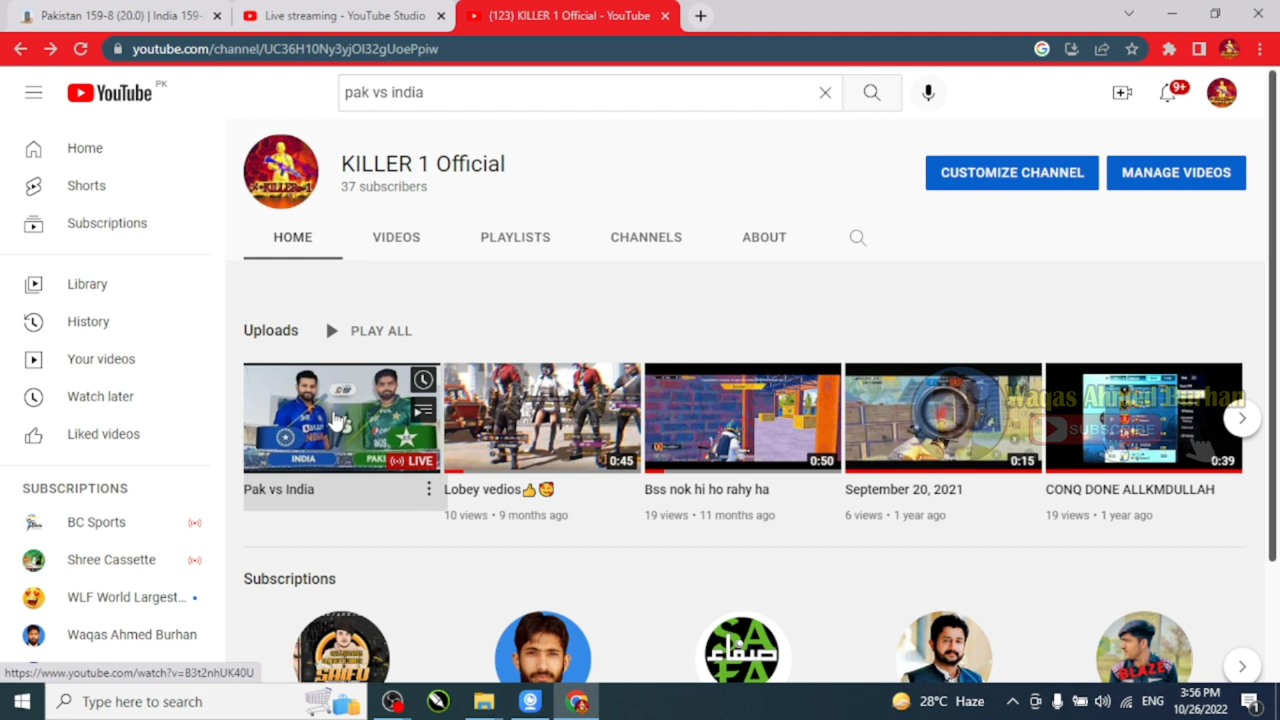 Pakistan 159-8 (20.0) | India 159-
Live streaming - YouTube Studio
(123) KILLER 1 Official - YouTube
youtube.com/channel/UC36H10Ny3yjOI32gUoePpiw
YouTube PK
pak vs india
9+
Home
Shorts
Subscriptions
Library
History
Your videos
Watch later
Liked videos
SUBSCRIPTIONS
BC Sports
Shree Cassette
WLF World Largest...
Waqas Ahmed Burhan
KILLER 1 Official
37 subscribers
CUSTOMIZE CHANNEL
MANAGE VIDEOS
HOME VIDEOS PLAYLISTS CHANNELS ABOUT
Uploads PLAY ALL
INDIA
LIVE
0:45
0:50
0:15
0:39
Waqas Ahmed Burhan
SUBSCRIBE
Pak vs India
Lobey vedios👍🥰
10 views • 9 months ago
Bss nok hi ho rahy ha
19 views • 11 months ago
September 20, 2021
6 views • 1 year ago
CONQ DONE ALLKMDULLAH
19 views • 1 year ago
Subscriptions
صفاء
BLAZE
https://www.youtube.com/watch?v=B3t2nhUK40U
Type here to search
28°C Haze
ENG
3:56 PM
10/26/2022
1